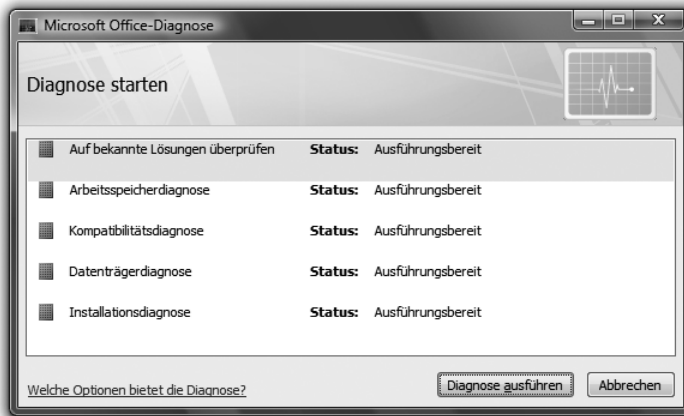 Microsoft Office-Diagnose
Diagnose starten
Auf bekannte Lösungen überprüfen Status: Ausführungsbereit
Arbeitsspeicherdiagnose Status: Ausführungsbereit
Kompatibilitätsdiagnose Status: Ausführungsbereit
Datenträgerdiagnose Status: Ausführungsbereit
Installationsdiagnose Status: Ausführungsbereit
Welche Optionen bietet die Diagnose? Diagnose ausführen Abbrechen